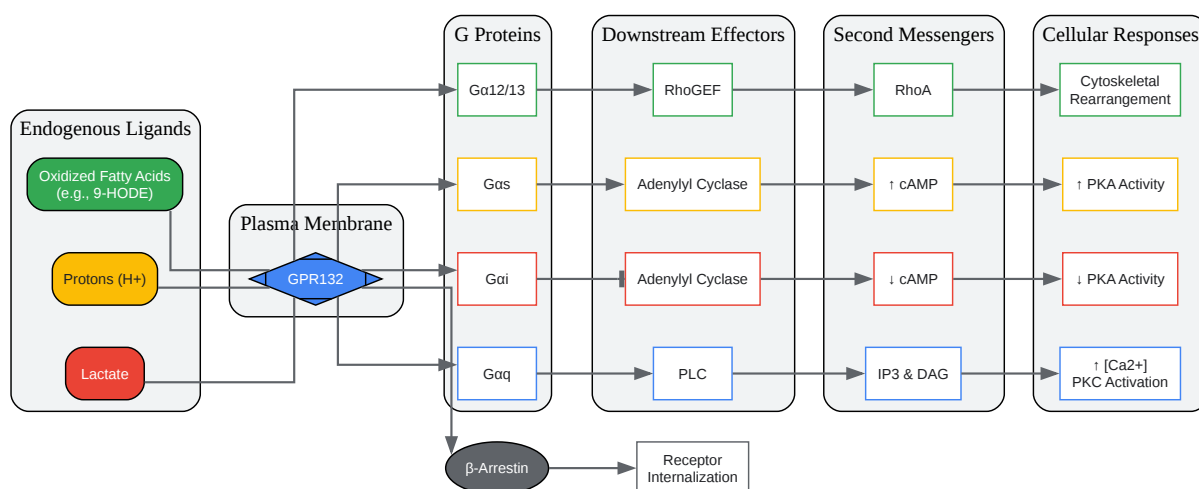 G Proteins
Downstream Effectors
Second Messengers
Cellular Responses
Gα12/13
RhoGEF
RhoA
Cytoskeletal
Rearrangement
Endogenous Ligands
Oxidized Fatty Acids
(e.g., 9-HODE)
Gαs
Adenylyl Cyclase
↑ cAMP
↑ PKA Activity
Plasma Membrane
Protons (H+)
GPR132
Gαi
Adenylyl Cyclase
↓ cAMP
↓ PKA Activity
Lactate
Gαq
PLC
IP3 & DAG
↑ [Ca2+]
PKC Activation
β-Arrestin
Receptor
Internalization